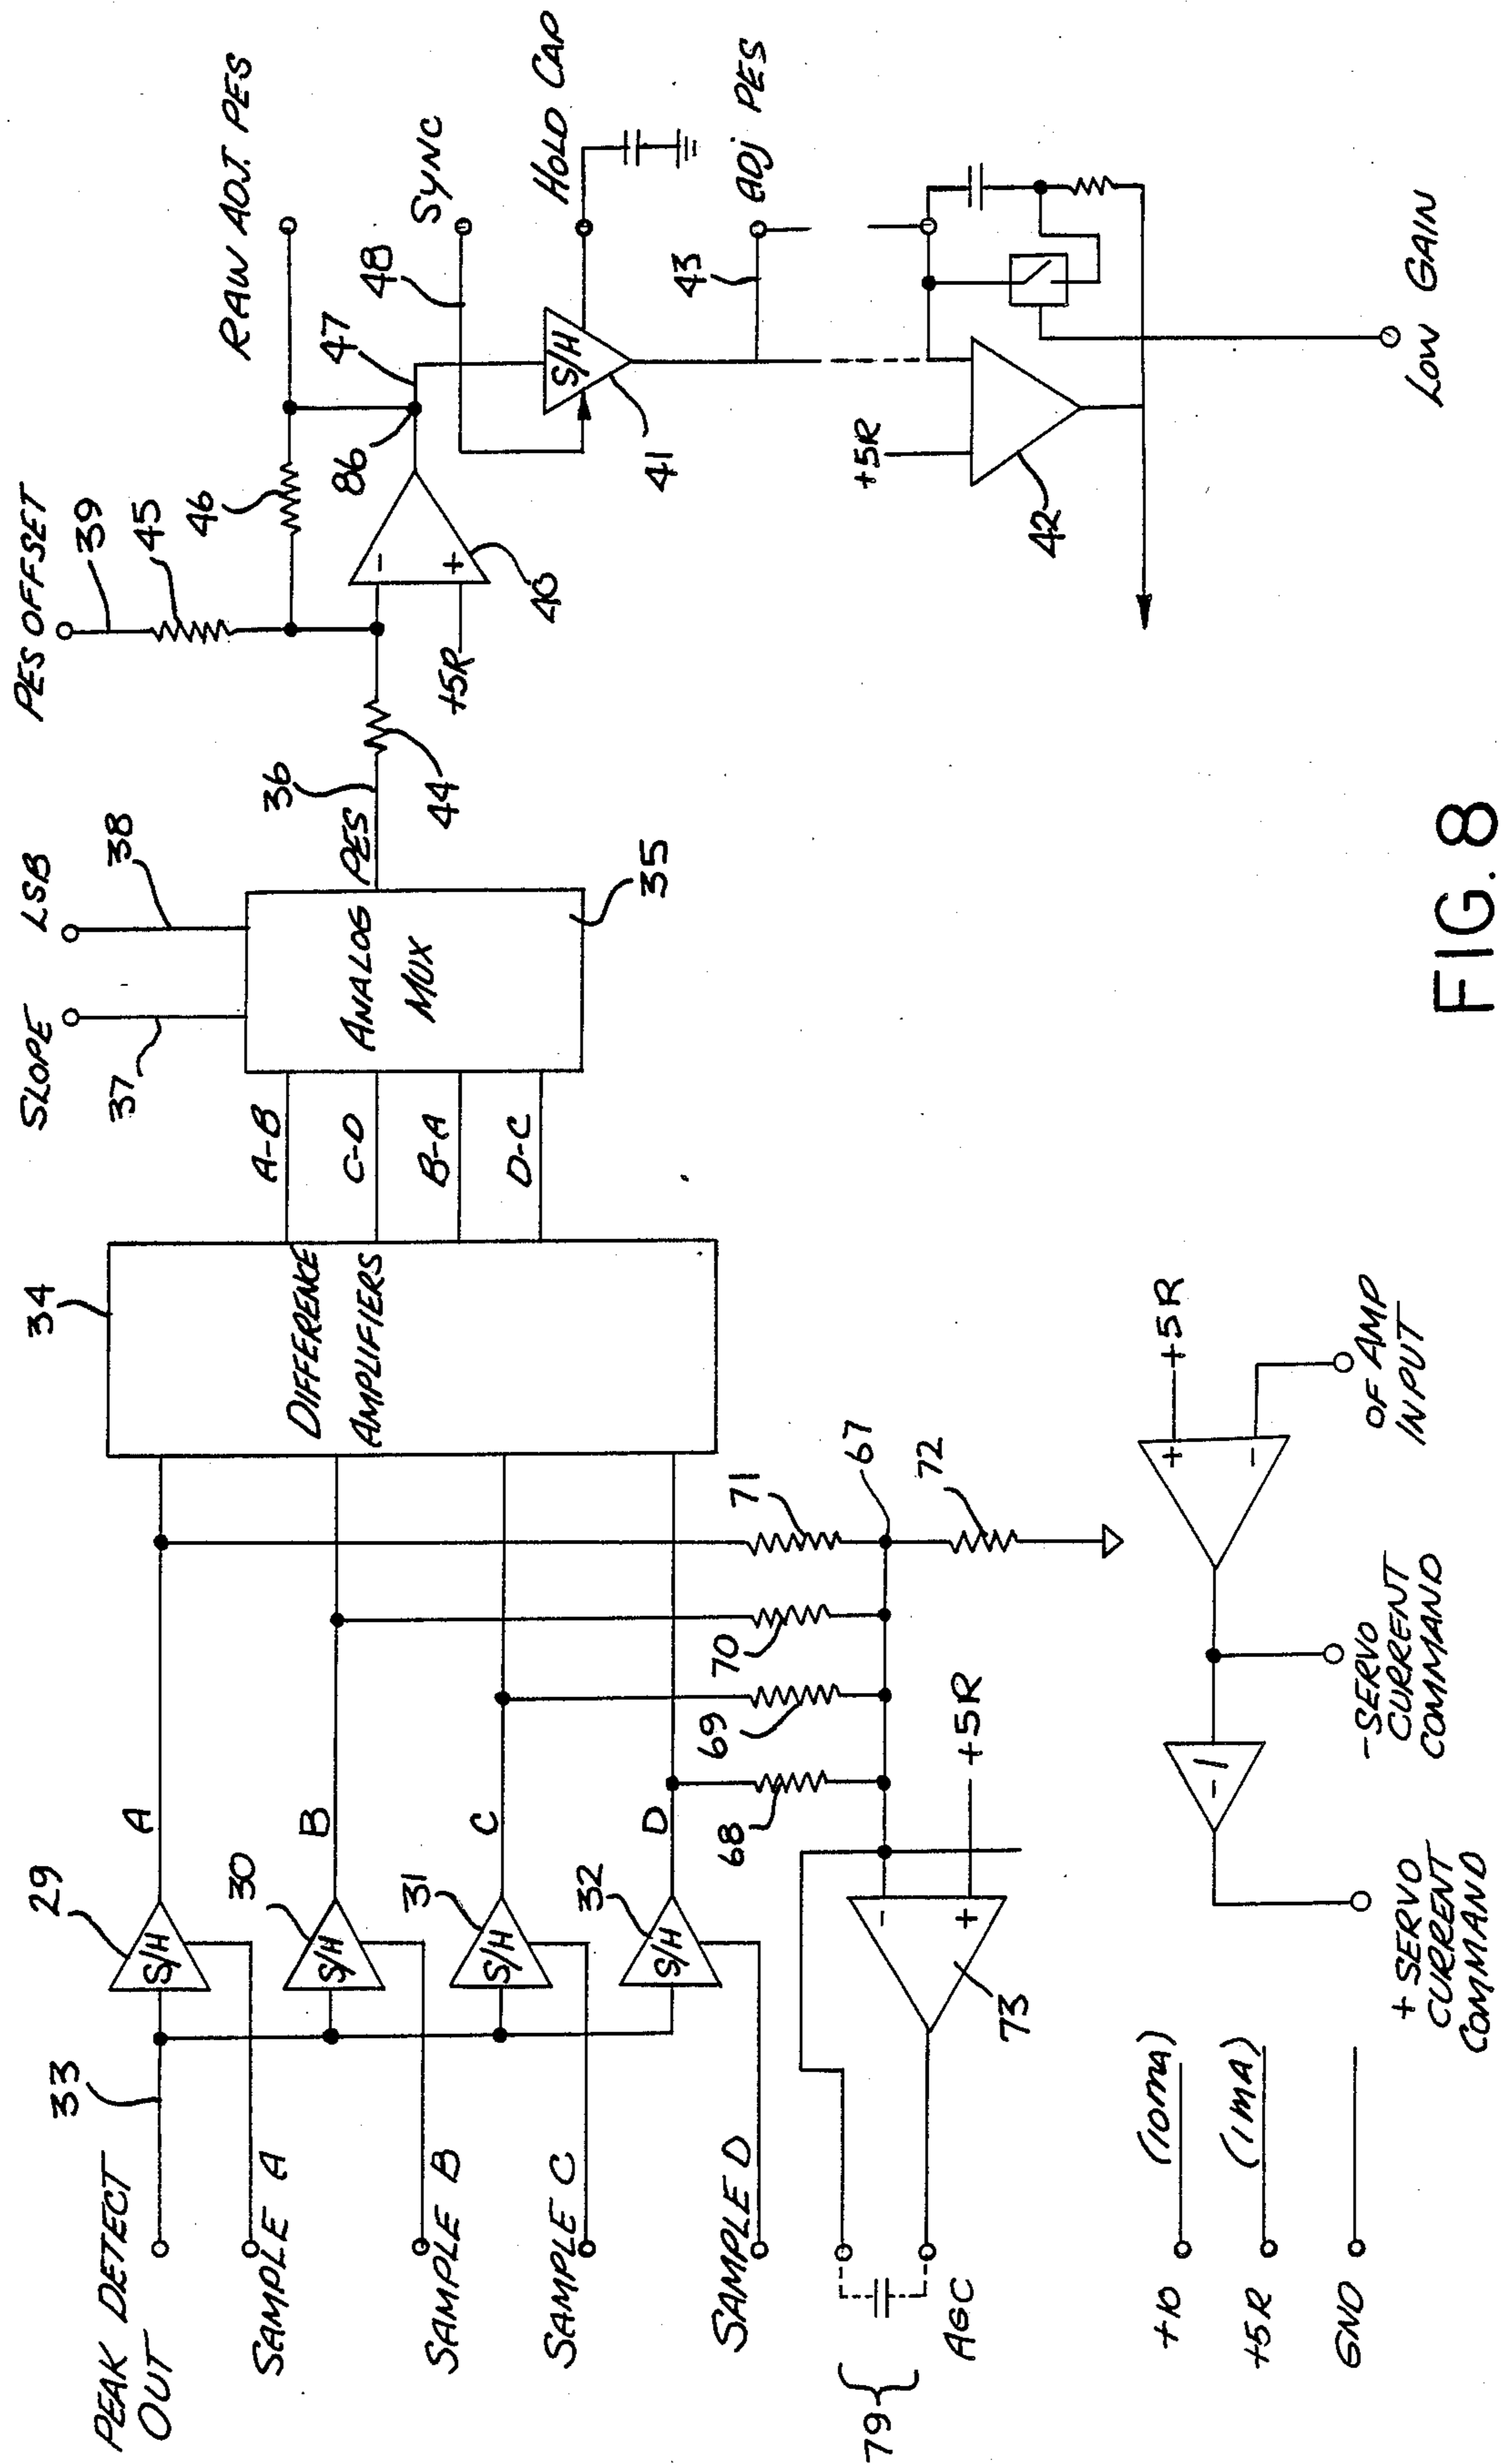 PEAK DETECT
OUT
33
SAMPLE A
SAMPLE B
SAMPLE C
SAMPLE D
29
S/H
A
30
S/H
B
31
S/H
C
32
S/H
D
34
DIFFERENCE
AMPLIFIERS
A-B
C-D
B-A
D-C
SLOPE
37
LSB
38
ANALOG
MUX
35
PES
36
44
PES OFFSET
39
45
46
-
+
+5R
40
86
47
RAW ADJ. PES
SYNC
48
S/H
41
HOLD CAP
43
ADJ PES
+5R
42
LOW GAIN
68
69
70
71
67
72
-
+
+5R
73
79
AGC
+10 (10MA)
+5R (1MA)
GND
+ SERVO
CURRENT
COMMAND
-1
-SERVO
CURRENT
COMMAND
+
-
+5R
OF AMP
INPUT
FIG. 8